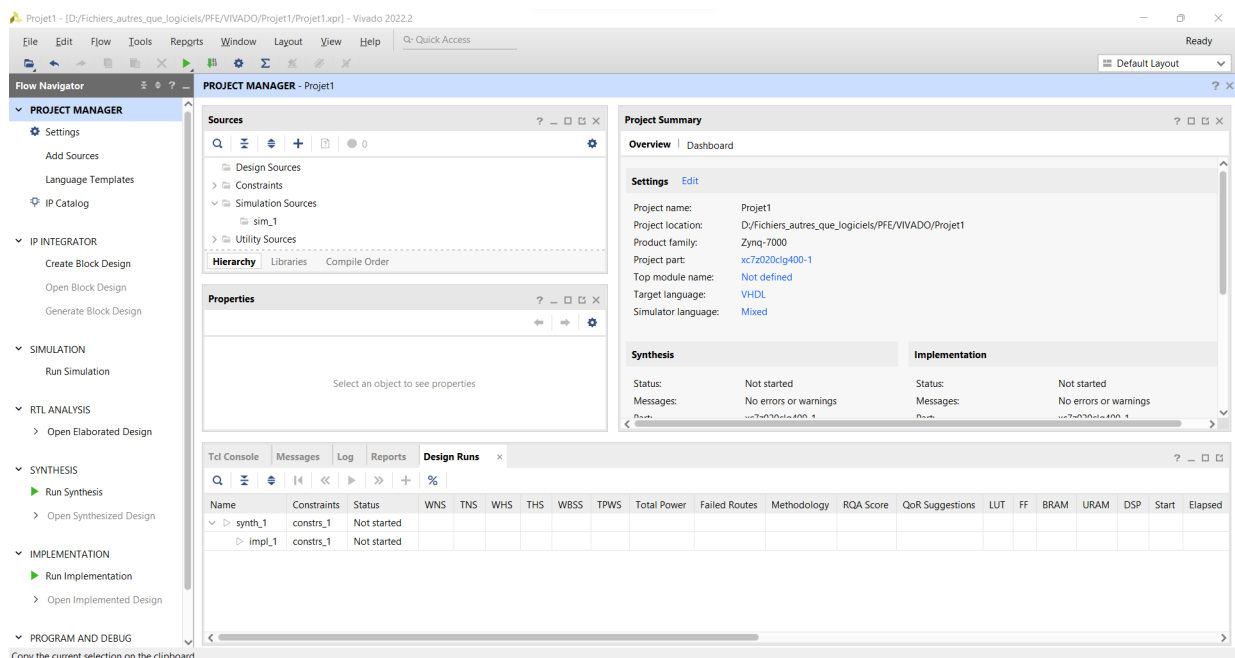 Projet1 - [D:/Fichiers_autres_que_logiciels/PFE/VIVADO/Projet1/Projet1.xpr] - Vivado 2022.2
File Edit Flow Tools Reports Window Layout View Help Quick Access Ready
Default Layout
Flow Navigator
PROJECT MANAGER
Settings
Add Sources
Language Templates
IP Catalog
IP INTEGRATOR
Create Block Design
Open Block Design
Generate Block Design
SIMULATION
Run Simulation
RTL ANALYSIS
Open Elaborated Design
SYNTHESIS
Run Synthesis
Open Synthesized Design
IMPLEMENTATION
Run Implementation
Open Implemented Design
PROGRAM AND DEBUG
Copy the current selection on the clipboard
PROJECT MANAGER - Projet1
Sources
0
Design Sources
Constraints
Simulation Sources
sim_1
Utility Sources
Hierarchy Libraries Compile Order
Properties
Select an object to see properties
Project Summary
Overview Dashboard
Settings Edit
Project name: Projet1
Project location: D:/Fichiers_autres_que_logiciels/PFE/VIVADO/Projet1
Product family: Zynq-7000
Project part: xc7z020clg400-1
Top module name: Not defined
Target language: VHDL
Simulator language: Mixed
Synthesis Implementation
Status: Not started Status: Not started
Messages: No errors or warnings Messages: No errors or warnings
Part: xc7z020clg400-1 Part: xc7z020clg400-1
Tcl Console Messages Log Reports Design Runs
Name Constraints Status WNS TNS WHS THS WBSS TPWS Total Power Failed Routes Methodology RQA Score QoR Suggestions LUT FF BRAM URAM DSP Start Elapsed
synth_1 constrs_1 Not started
impl_1 constrs_1 Not started